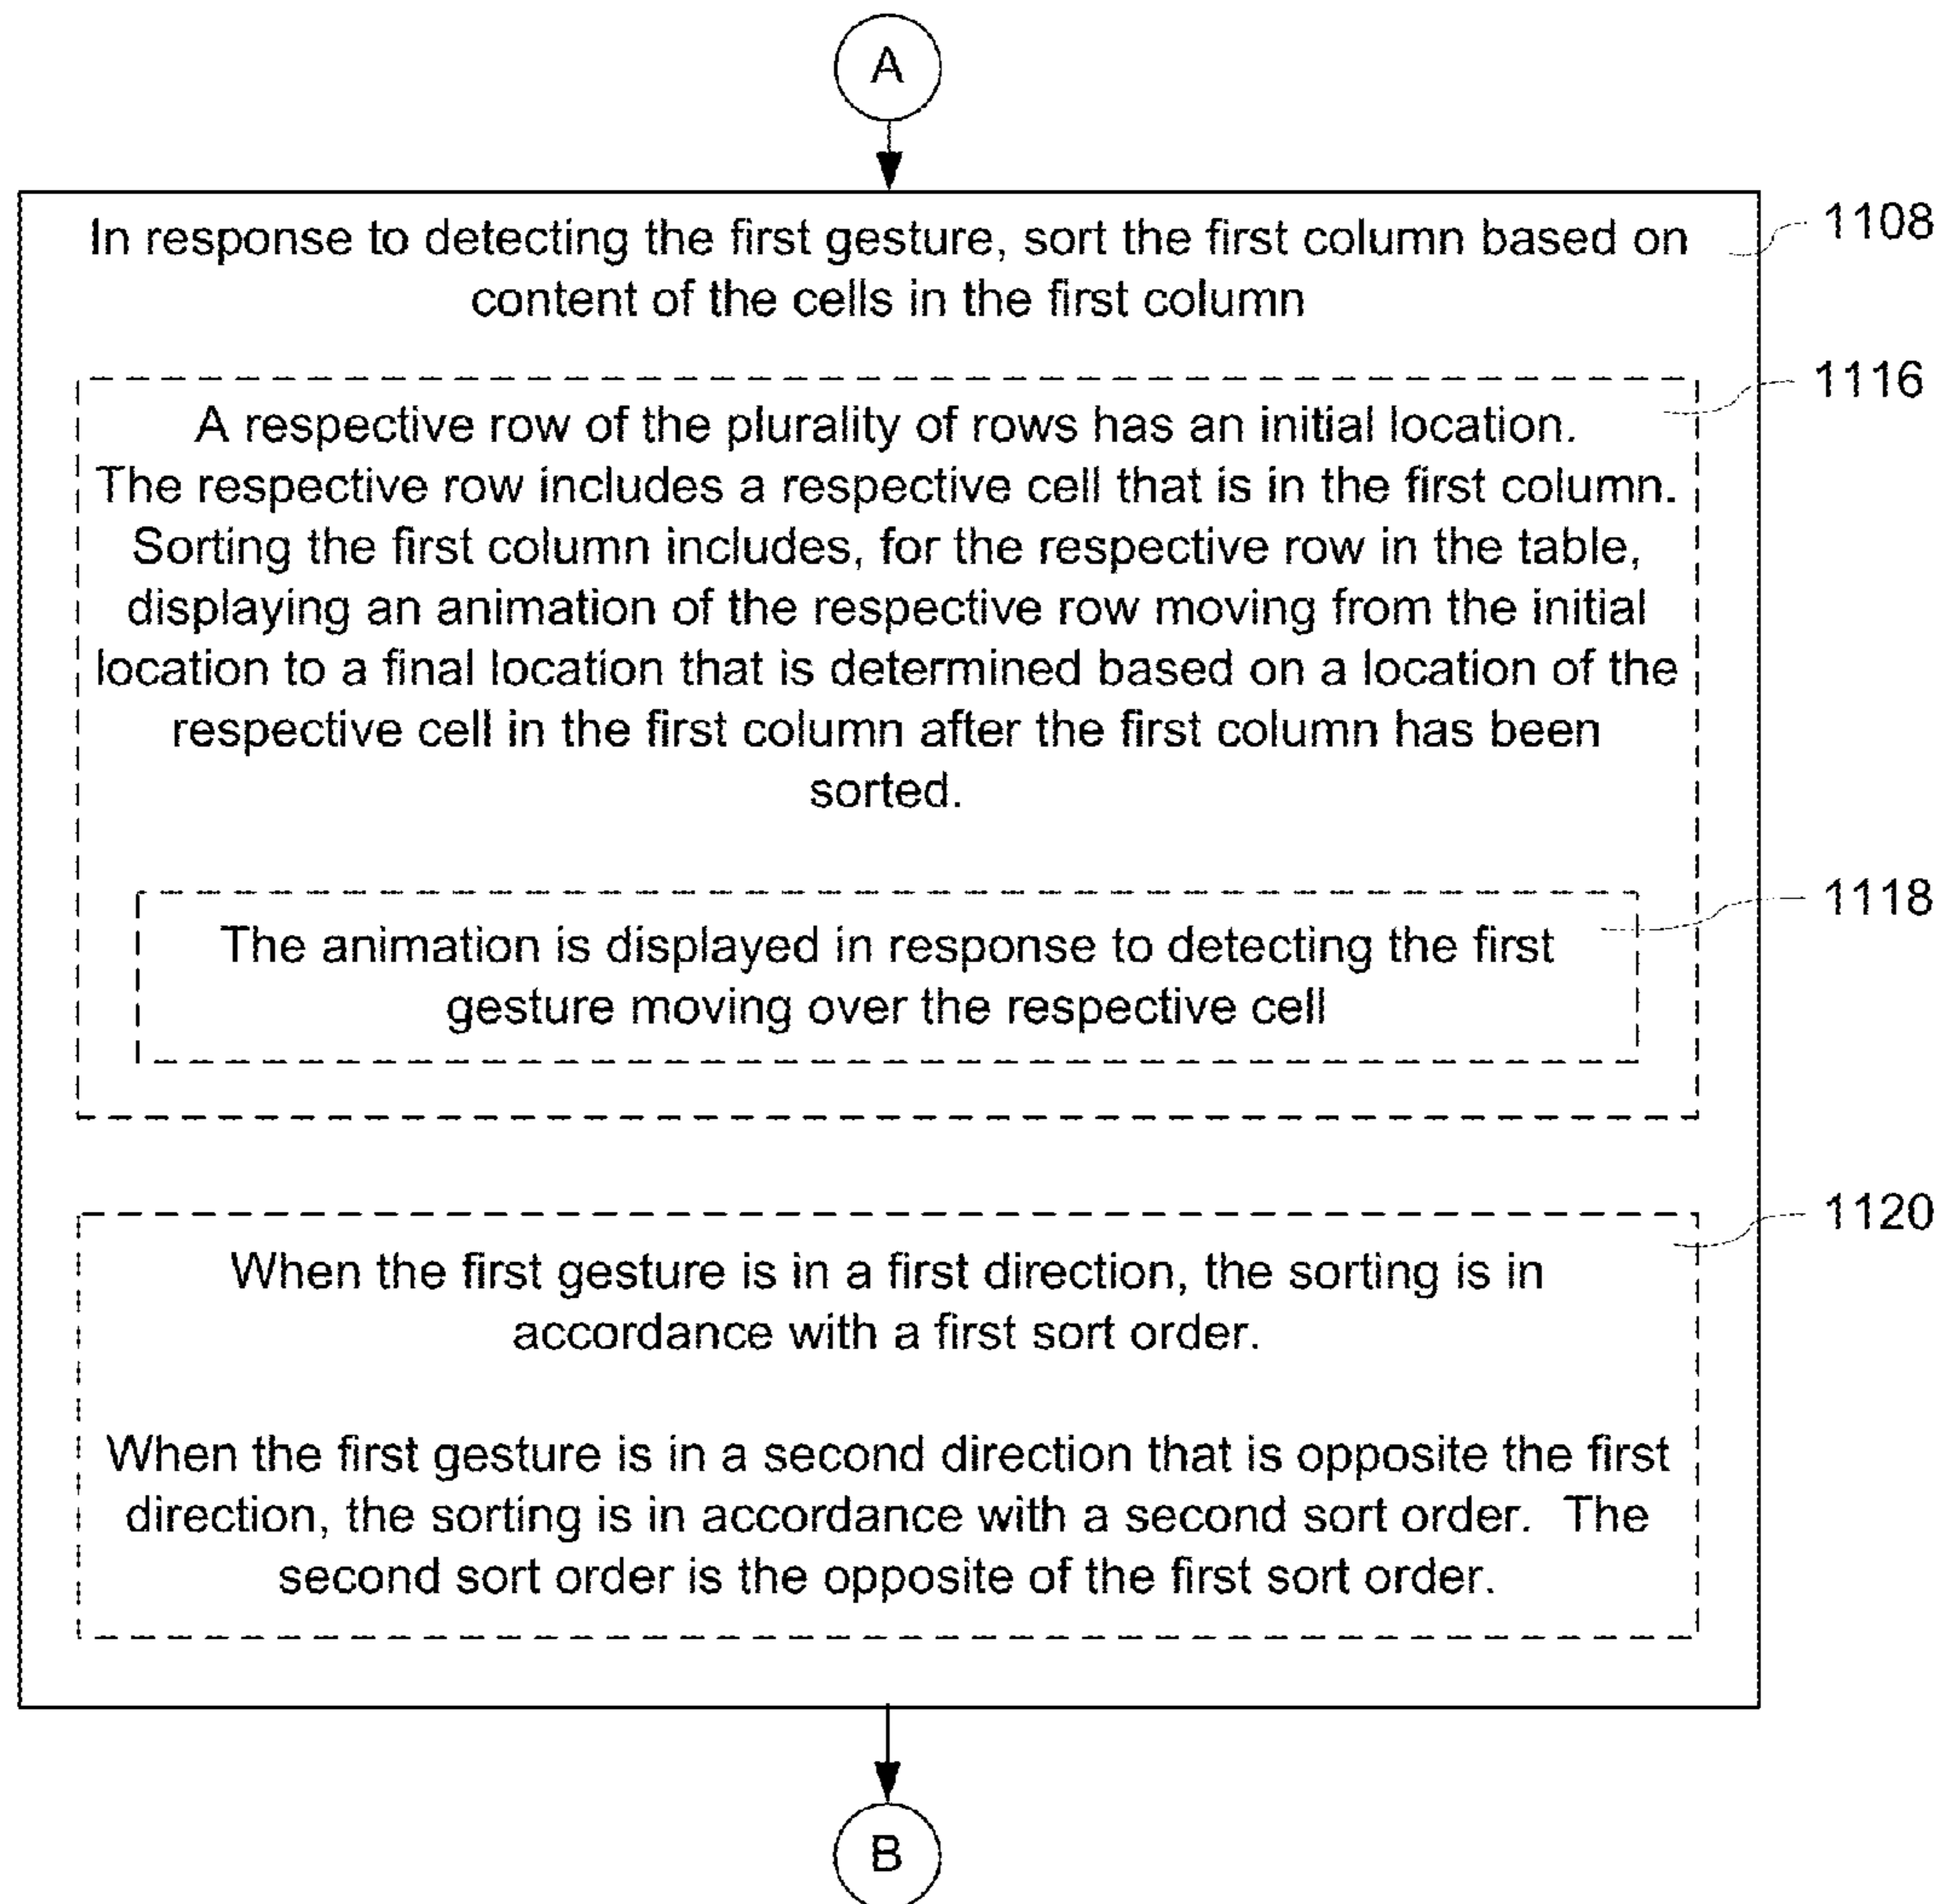 A
In response to detecting the first gesture, sort the first column based on
content of the cells in the first column
1108
A respective row of the plurality of rows has an initial location.
The respective row includes a respective cell that is in the first column.
Sorting the first column includes, for the respective row in the table,
displaying an animation of the respective row moving from the initial
location to a final location that is determined based on a location of the
respective cell in the first column after the first column has been
sorted.
1116
The animation is displayed in response to detecting the first
gesture moving over the respective cell
1118
When the first gesture is in a first direction, the sorting is in
accordance with a first sort order.
When the first gesture is in a second direction that is opposite the first
direction, the sorting is in accordance with a second sort order. The
second sort order is the opposite of the first sort order.
1120
B